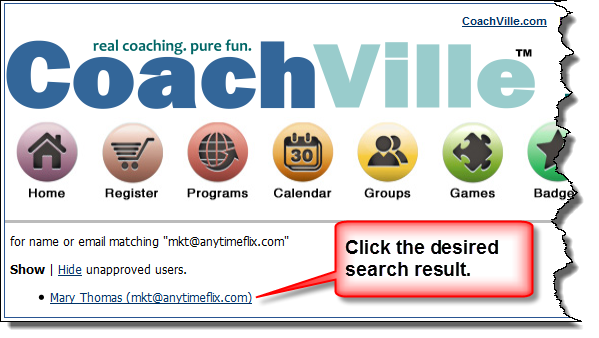 CoachVille.com
real coaching. pure fun.
CoachVille™
30
Home Register Programs Calendar Groups Games Badge
for name or email matching "mkt@anytimeflix.com"
Show | Hide unapproved users.
• Mary Thomas (mkt@anytimeflix.com)
Click the desired
search result.